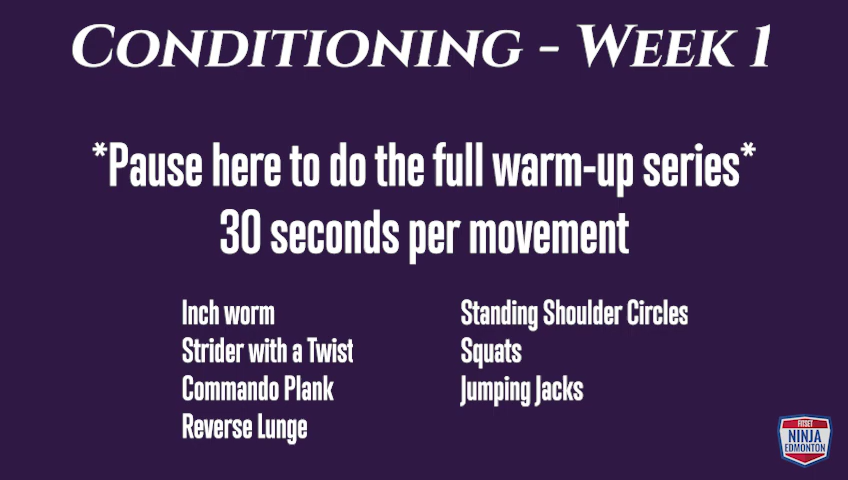 Conditioning - Week 1
*Pause here to do the full warm-up series*
30 seconds per movement
Inch worm
Strider with a Twist
Commando Plank
Reverse Lunge
Standing Shoulder Circles
Squats
Jumping Jacks
FITSET
NINJA
EDMONTON